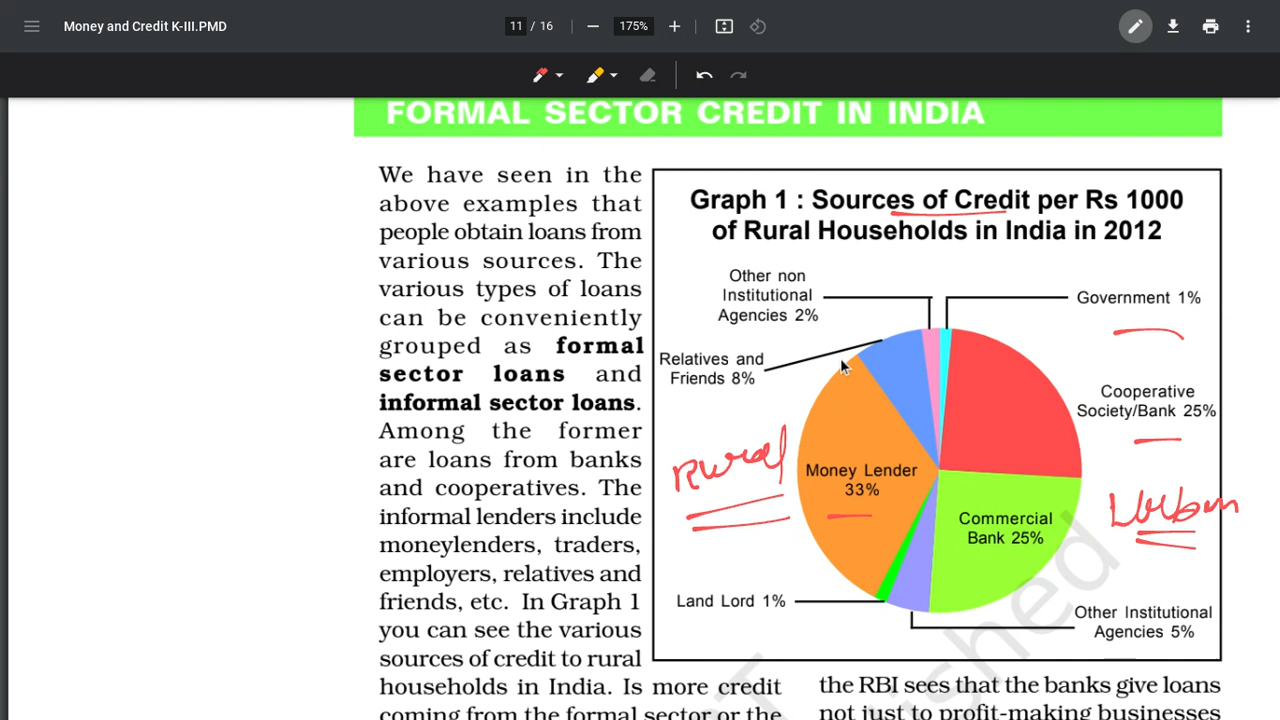 Money and Credit K-III.PMD
11 / 16
175%
FORMAL SECTOR CREDIT IN INDIA
We have seen in the
above examples that
people obtain loans from
various sources. The
various types of loans
can be conveniently
grouped as formal
sector loans and
informal sector loans.
Among the former
are loans from banks
and cooperatives. The
informal lenders include
moneylenders, traders,
employers, relatives and
friends, etc. In Graph 1
you can see the various
sources of credit to rural
households in India. Is more credit
coming from the formal sector or the
Graph 1 : Sources of Credit per Rs 1000
of Rural Households in India in 2012
Other non
Institutional
Agencies 2%
Government 1%
Relatives and
Friends 8%
Cooperative
Society/Bank 25%
Rural
Money Lender
33%
Urban
Commercial
Bank 25%
Land Lord 1%
Other Institutional
Agencies 5%
the RBI sees that the banks give loans
not just to profit-making businesses